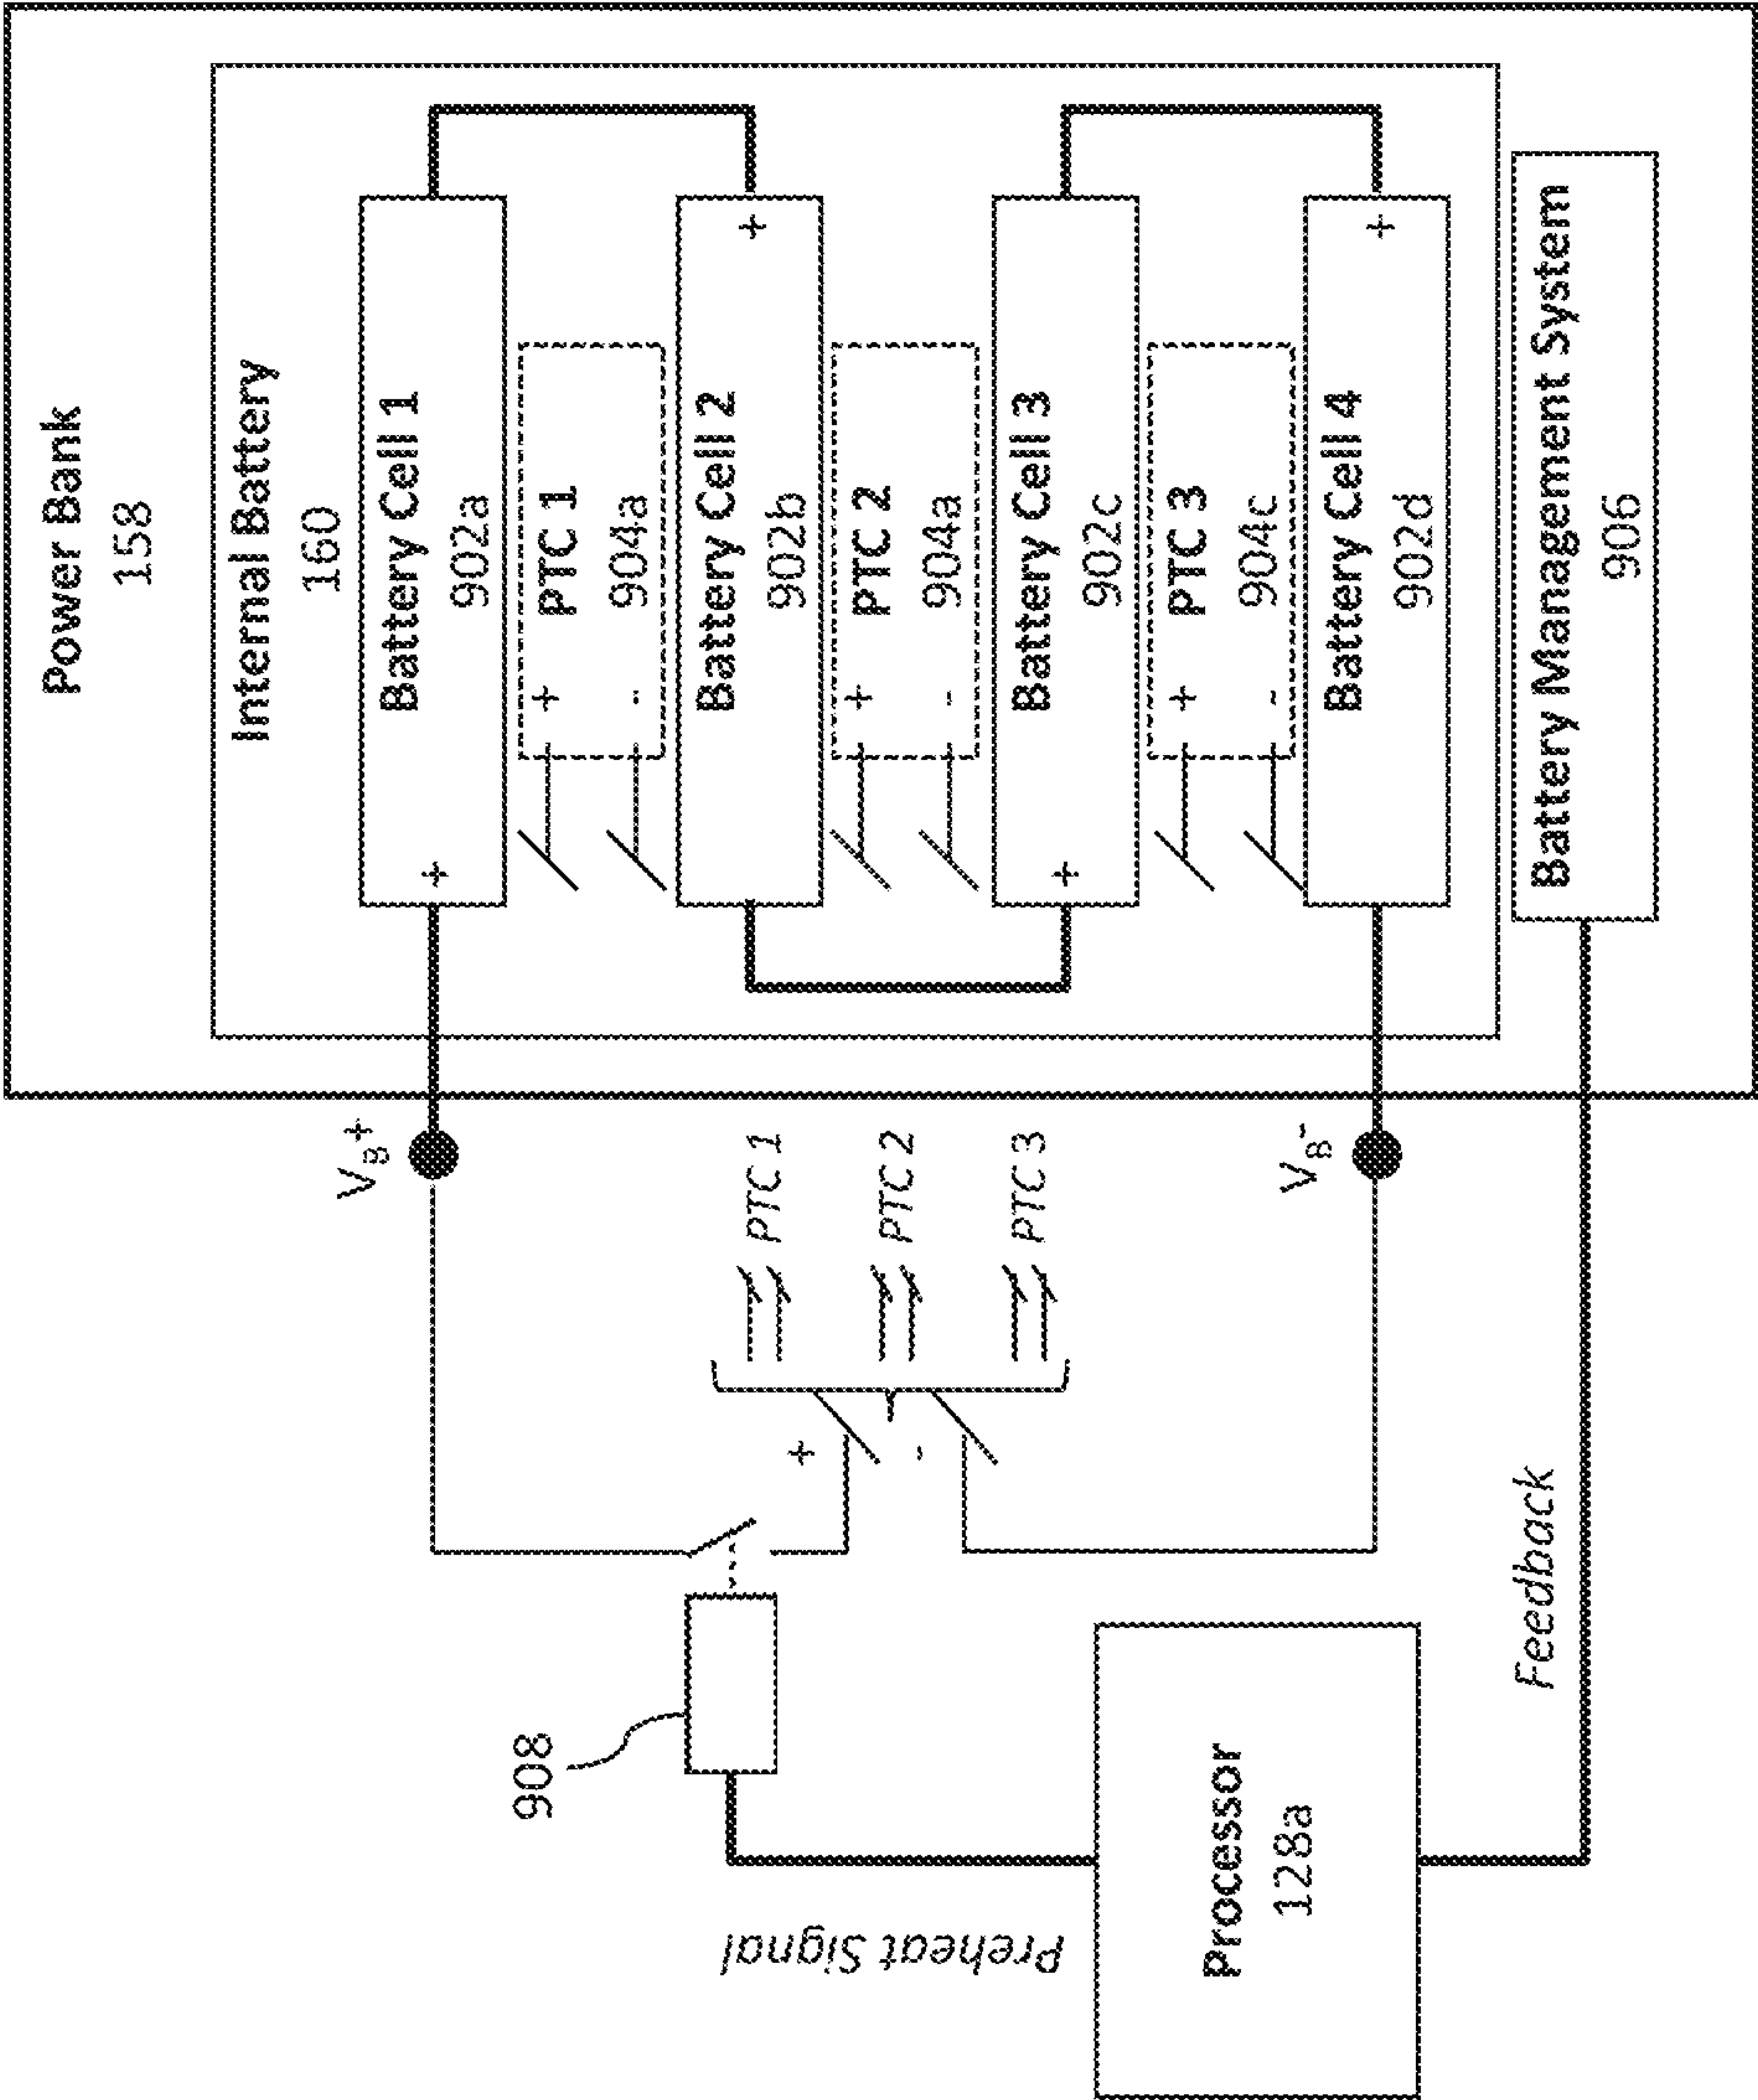 Power Bank
158
Internal Battery
160
Battery Cell 1
902a
+
PTC 1
904a
+
-
Battery Cell 2
902b
+
PTC 2
904a
+
-
Battery Cell 3
902c
+
PTC 3
904c
+
-
Battery Cell 4
902d
+
Battery Management System
906
VB+
VB-
PTC 1
PTC 2
PTC 3
+
-
908
Preheat Signal
Processor
128a
Feedback